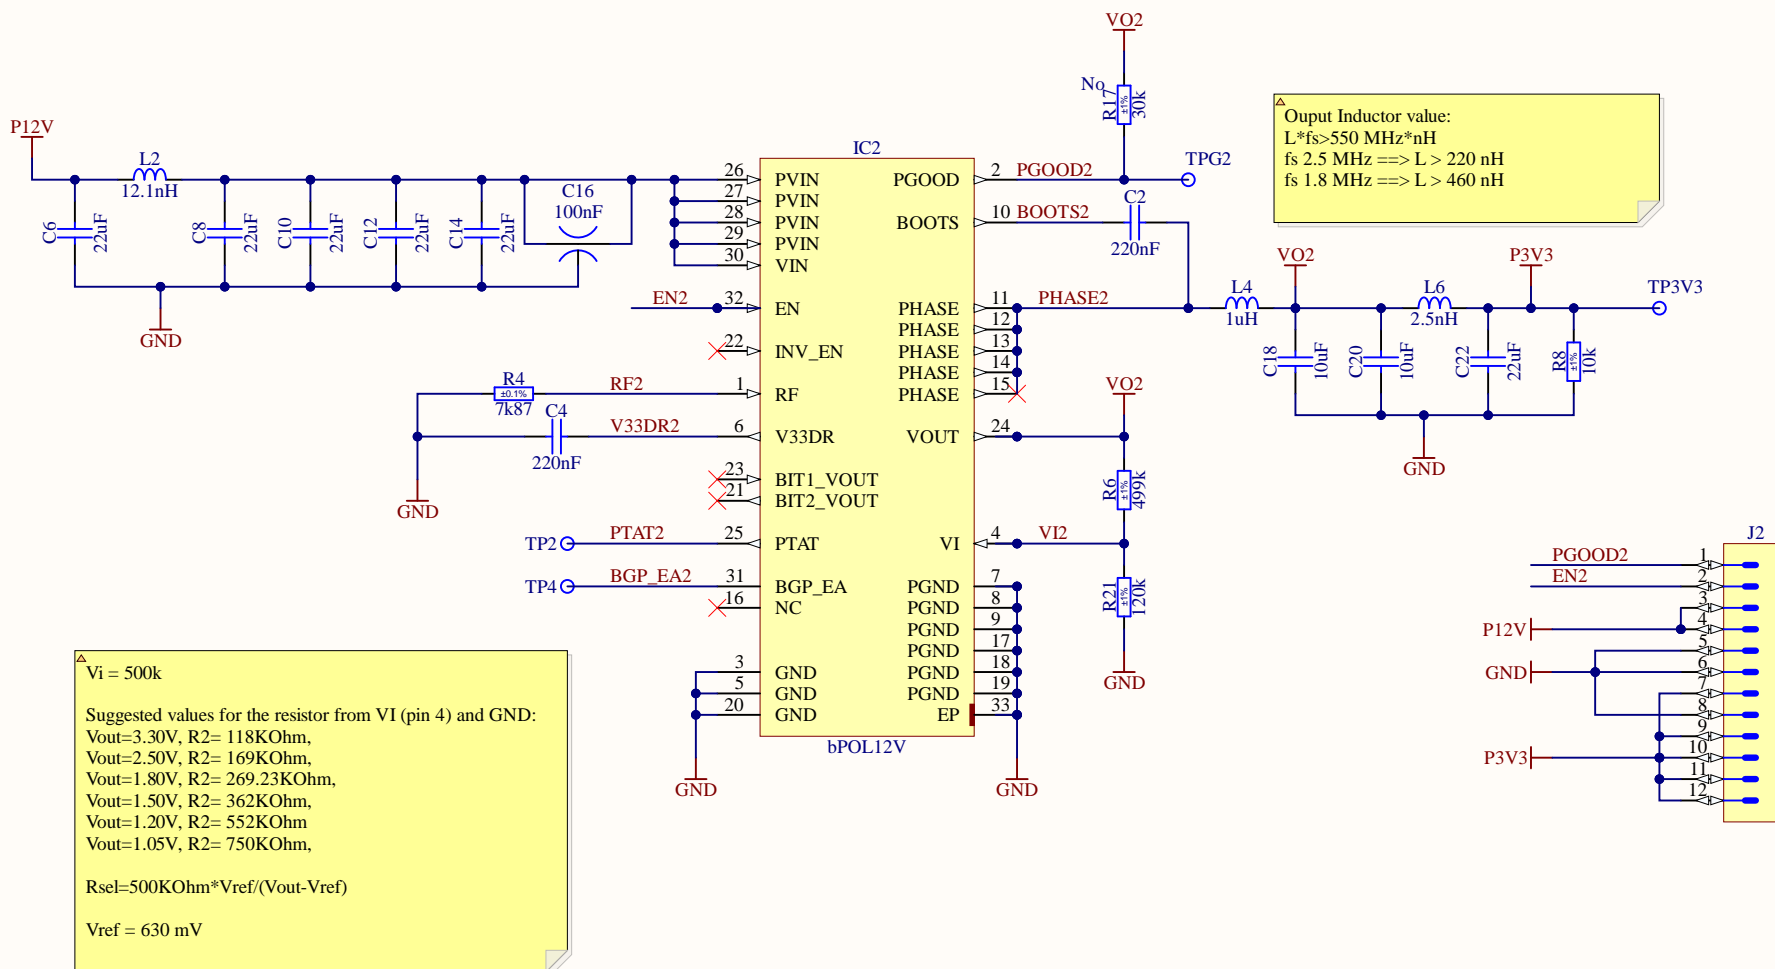 VO2
No
R17
±1%
30k
P12V
L2
12.1nH
C6
22uF
C8
22uF
C10
22uF
C12
22uF
C14
22uF
C16
100nF
GND
IC2
26 PVIN
27 PVIN
28 PVIN
29 PVIN
30 VIN
EN2 32 EN
22 INV_EN
R4
±0.1%
7k87
RF2 1 RF
C4
220nF
V33DR2 6 V33DR
GND
23 BIT1_VOUT
21 BIT2_VOUT
TP2 PTAT2 25 PTAT
TP4 BGP_EA2 31 BGP_EA
16 NC
3 GND
5 GND
20 GND
GND
PGOOD 2 PGOOD2
TPG2
BOOTS 10 BOOTS2
C2
220nF
PHASE 11 PHASE2
PHASE 12
PHASE 13
PHASE 14
PHASE 15
VOUT 24
VO2
R6
±1%
499k
VI 4 VI2
R21
±1%
120k
GND
PGND 7
PGND 8
PGND 9
PGND 17
PGND 18
PGND 19
EP 33
bPOL12V
GND
Ouput Inductor value:
L*fs>550 MHz*nH
fs 2.5 MHz ==> L > 220 nH
fs 1.8 MHz ==> L > 460 nH
L4
1uH
VO2
C18
10uF
C20
10uF
L6
2.5nH
C22
22uF
P3V3
R8
±1%
10k
TP3V3
GND
J2
PGOOD2 1
EN2 2
3
P12V 4
5
GND 6
7
8
9
P3V3 10
11
12
Vi = 500k
Suggested values for the resistor from VI (pin 4) and GND:
Vout=3.30V, R2= 118KOhm,
Vout=2.50V, R2= 169KOhm,
Vout=1.80V, R2= 269.23KOhm,
Vout=1.50V, R2= 362KOhm,
Vout=1.20V, R2= 552KOhm
Vout=1.05V, R2= 750KOhm,
Rsel=500KOhm*Vref/(Vout-Vref)
Vref = 630 mV